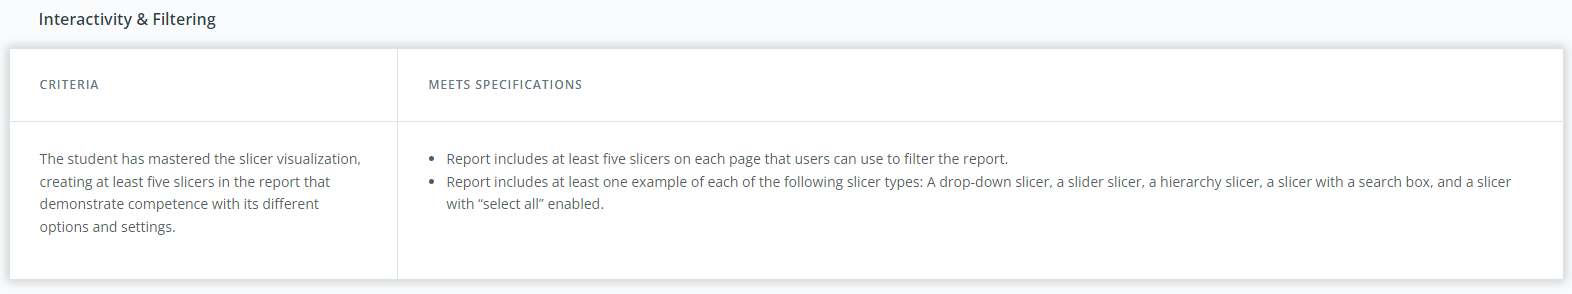 Interactivity & Filtering
CRITERIA
MEETS SPECIFICATIONS
The student has mastered the slicer visualization,
creating at least five slicers in the report that
demonstrate competence with its different
options and settings.
• Report includes at least five slicers on each page that users can use to filter the report.
• Report includes at least one example of each of the following slicer types: A drop-down slicer, a slider slicer, a hierarchy slicer, a slicer with a search box, and a slicer
with “select all” enabled.